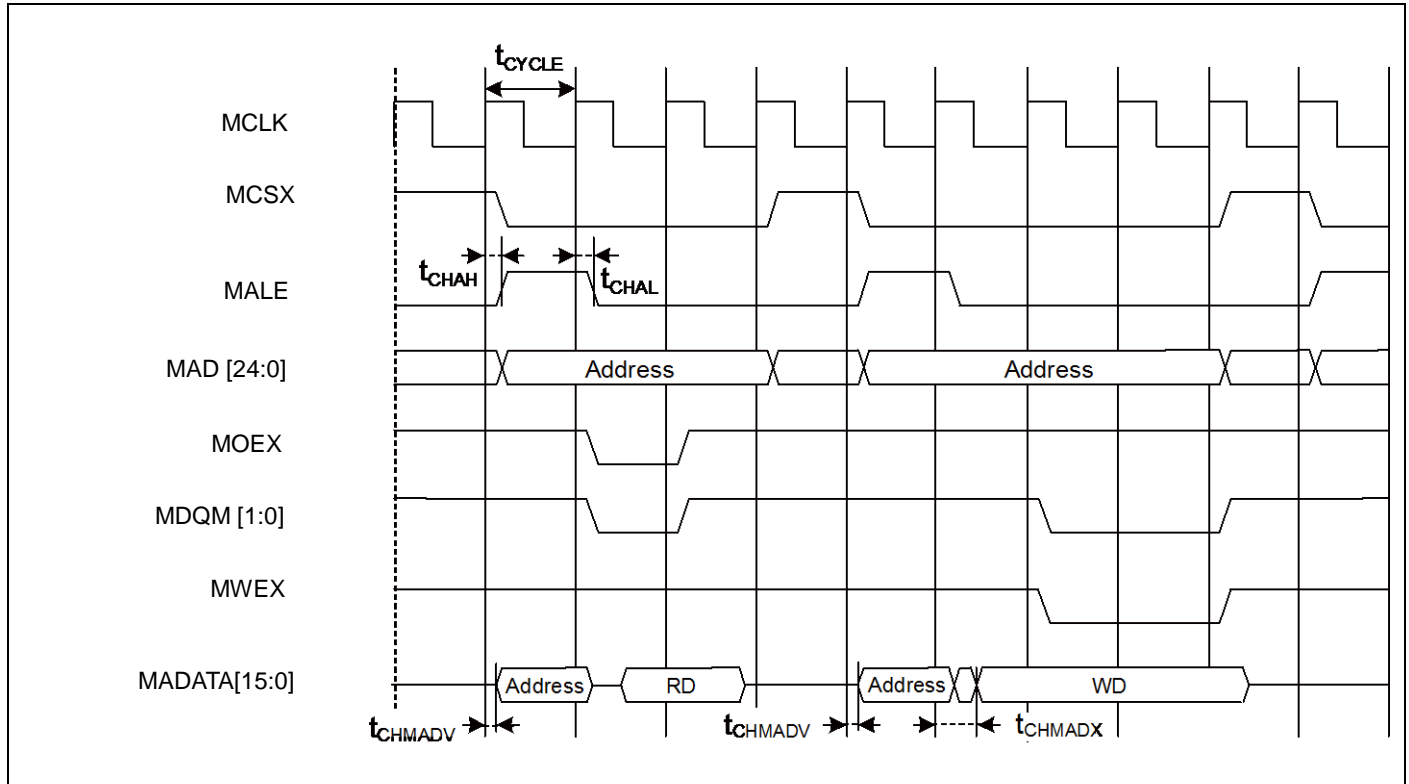 tCYCLE
MCLK
MCSX
tCHAH
tCHAL
MALE
MAD [24:0]
Address
Address
MOEX
MDQM [1:0]
MWEX
MADATA[15:0]
Address
RD
Address
WD
tCHMADV
tCHMADV
tCHMADX